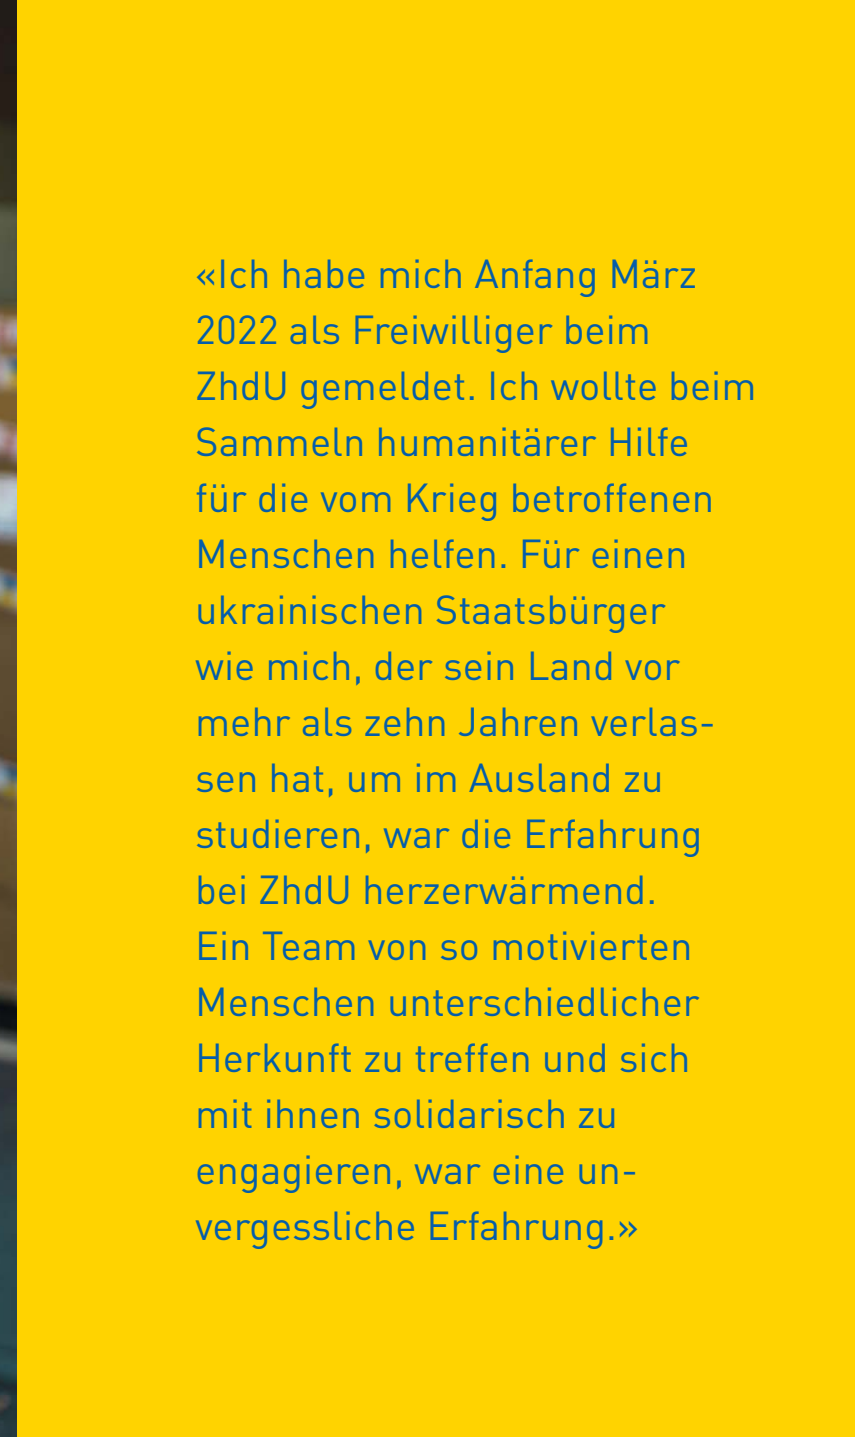 «Ich habe mich Anfang März
2022 als Freiwilliger beim
ZhdU gemeldet. Ich wollte beim
Sammeln humanitärer Hilfe
für die vom Krieg betroffenen
Menschen helfen. Für einen
ukrainischen Staatsbürger
wie mich, der sein Land vor
mehr als zehn Jahren verlas-
sen hat, um im Ausland zu
studieren, war die Erfahrung
bei ZhdU herzerwärmend.
Ein Team von so motivierten
Menschen unterschiedlicher
Herkunft zu treffen und sich
mit ihnen solidarisch zu
engagieren, war eine un-
vergessliche Erfahrung.»